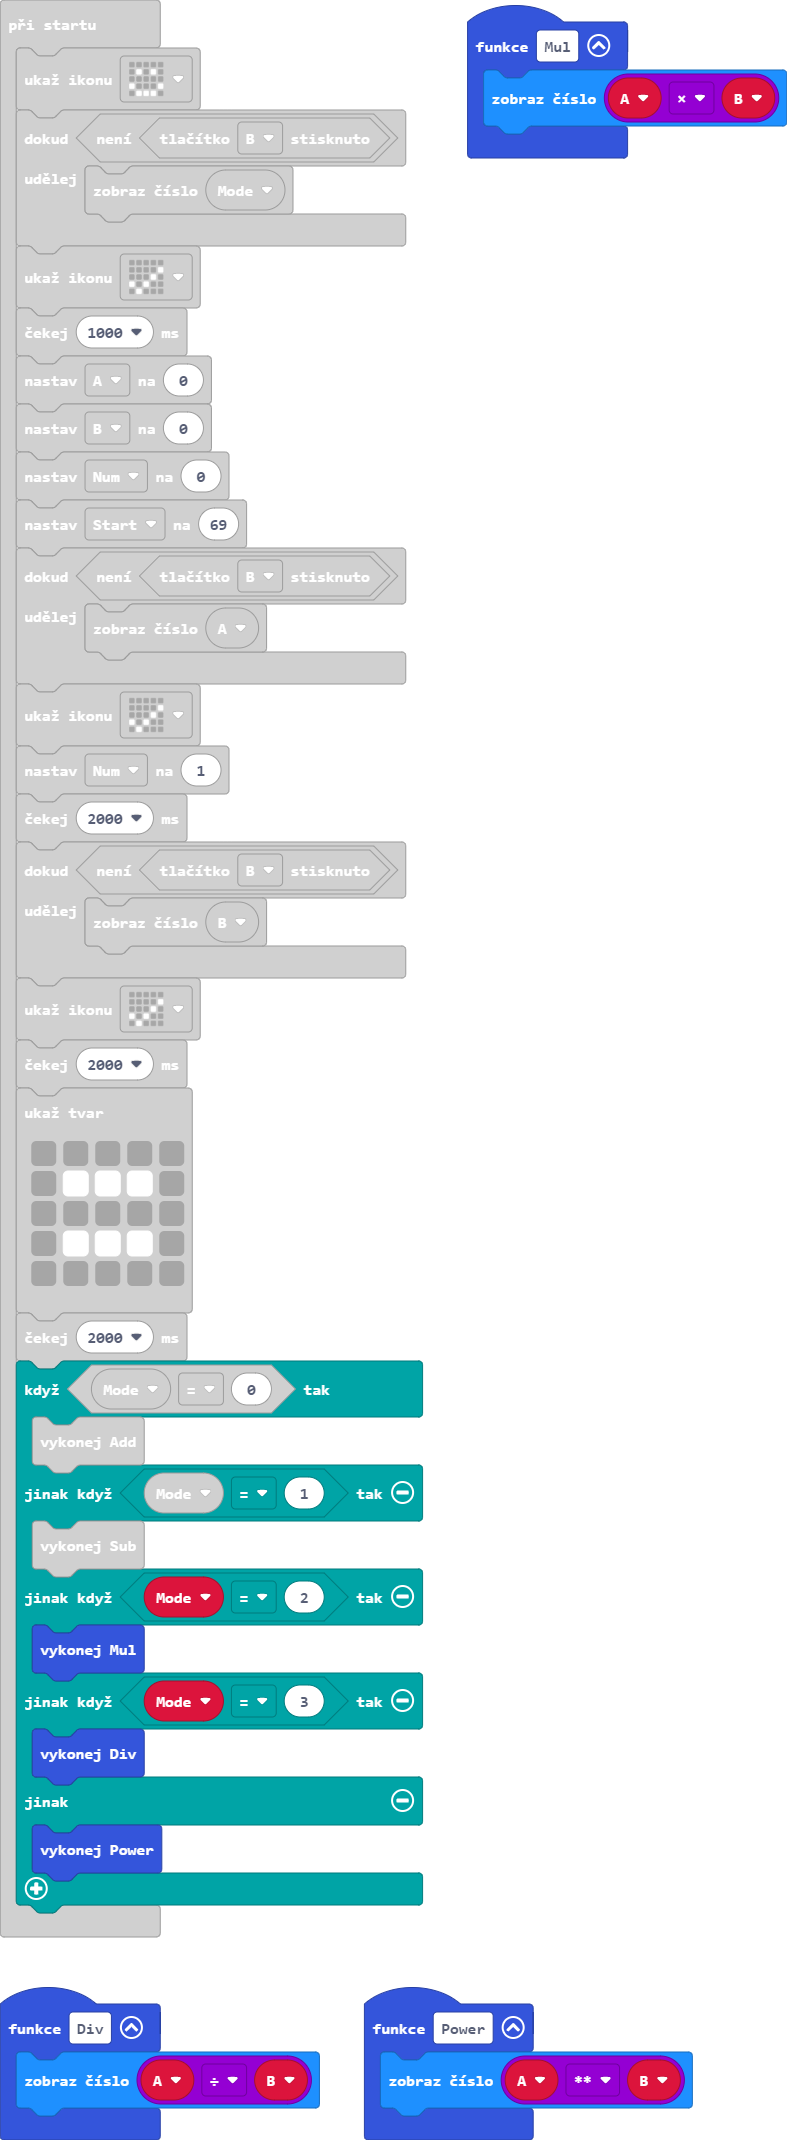 při startu
ukaž ikonu
dokud není tlačítko B stisknuto
udělej
zobraz číslo Mode
ukaž ikonu
čekej 1000 ms
nastav A na 0
nastav B na 0
nastav Num na 0
nastav Start na 69
dokud není tlačítko B stisknuto
udělej
zobraz číslo A
ukaž ikonu
nastav Num na 1
čekej 2000 ms
dokud není tlačítko B stisknuto
udělej
zobraz číslo B
ukaž ikonu
čekej 2000 ms
ukaž tvar
čekej 2000 ms
když Mode = 0 tak
vykonej Add
jinak když Mode = 1 tak
vykonej Sub
jinak když Mode = 2 tak
vykonej Mul
jinak když Mode = 3 tak
vykonej Div
jinak
vykonej Power
funkce Mul
zobraz číslo A × B
funkce Div
zobraz číslo A ÷ B
funkce Power
zobraz číslo A ** B